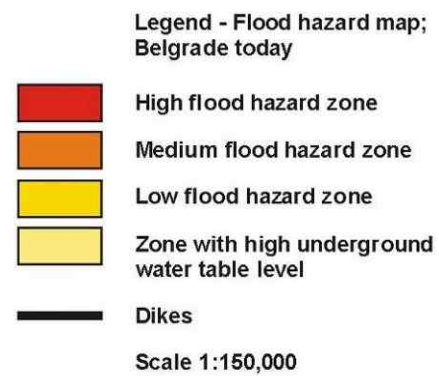 Legend - Flood hazard map;
Belgrade today
High flood hazard zone
Medium flood hazard zone
Low flood hazard zone
Zone with high underground
water table level
Dikes
Scale 1:150,000